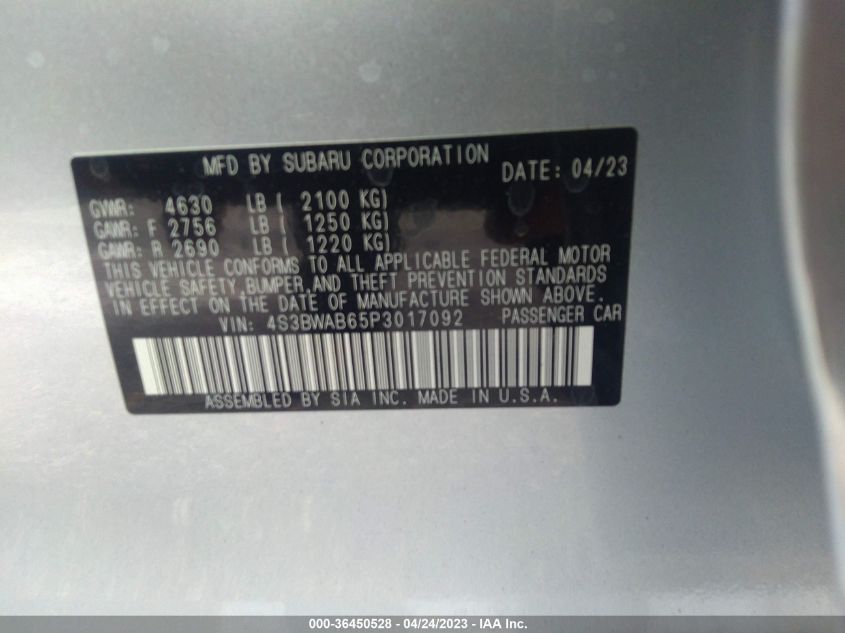 MFD BY SUBARU CORPORATION DATE: 04/23
GVWR: 4630 LB ( 2100 KG)
GAWR: F 2756 LB ( 1250 KG)
GAWR: R 2690 LB ( 1220 KG)
THIS VEHICLE CONFORMS TO ALL APPLICABLE FEDERAL MOTOR
VEHICLE SAFETY,BUMPER,AND THEFT PREVENTION STANDARDS
IN EFFECT ON THE DATE OF MANUFACTURE SHOWN ABOVE.
VIN: 4S3BWAB65P3017092 PASSENGER CAR
ASSEMBLED BY SIA INC. MADE IN U.S.A.
000-36450528 - 04/24/2023 - IAA Inc.